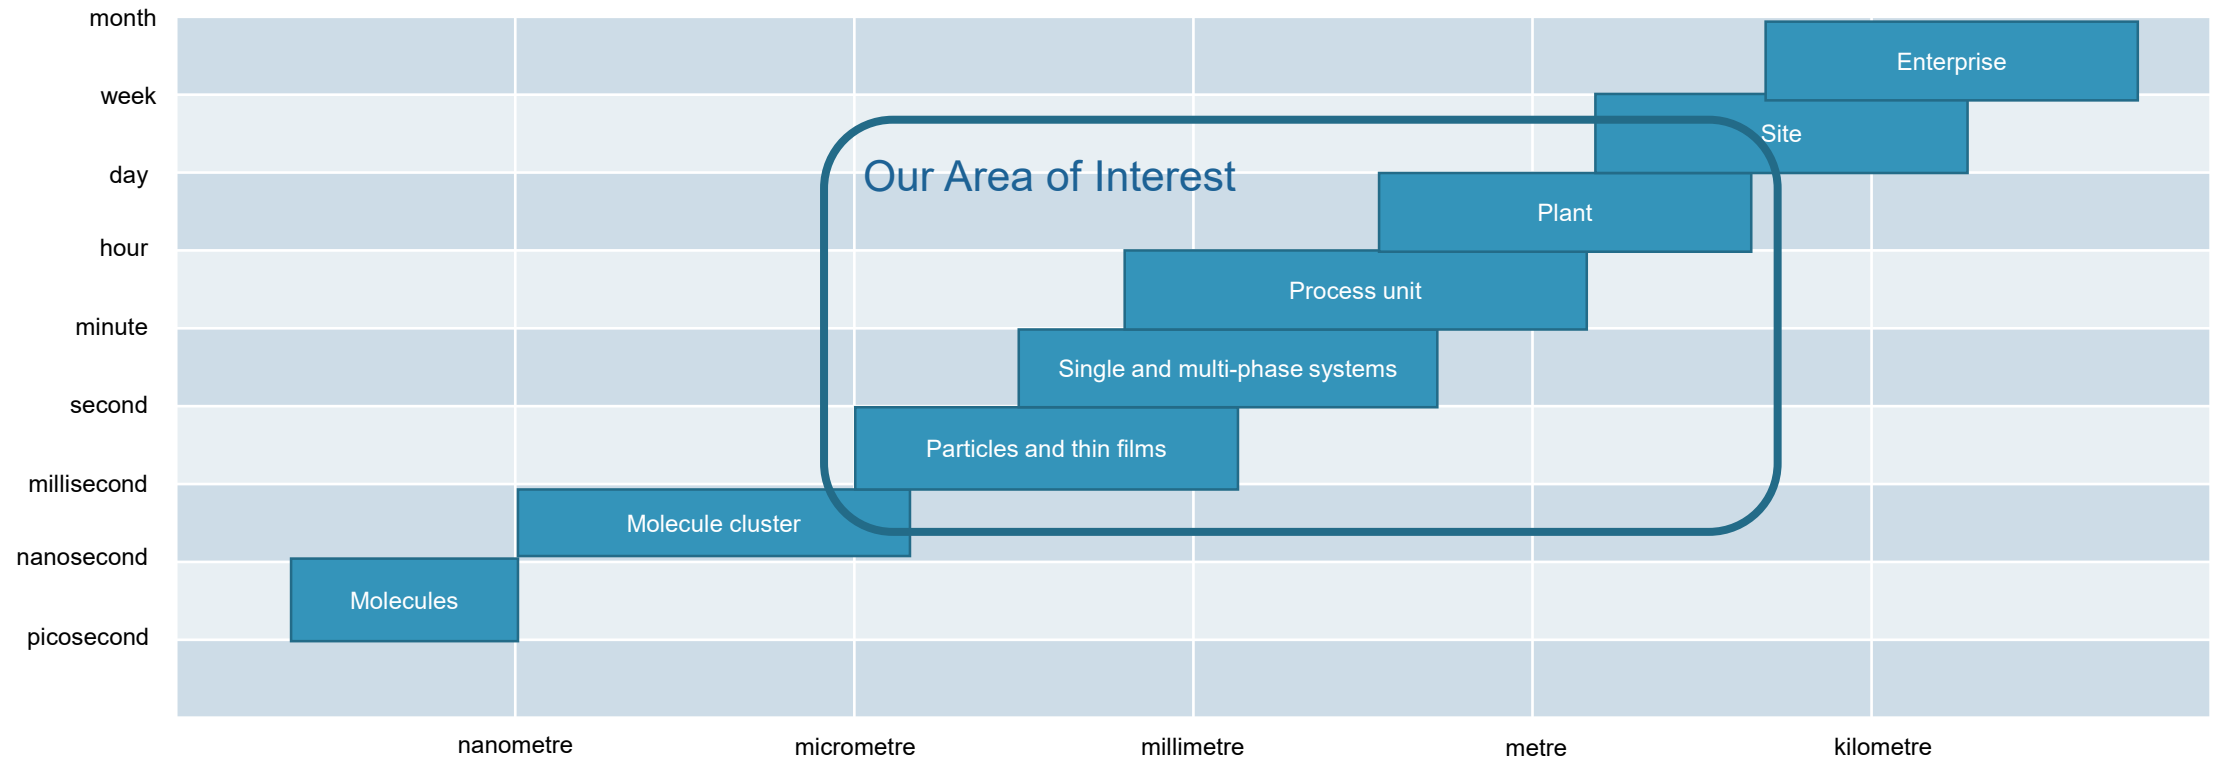 month
Enterprise
week
Site
day
Our Area of Interest
Plant
hour
Process unit
minute
Single and multi-phase systems
second
Particles and thin films
millisecond
Molecule cluster
nanosecond
Molecules
picosecond
nanometre
micrometre
millimetre
metre
kilometre